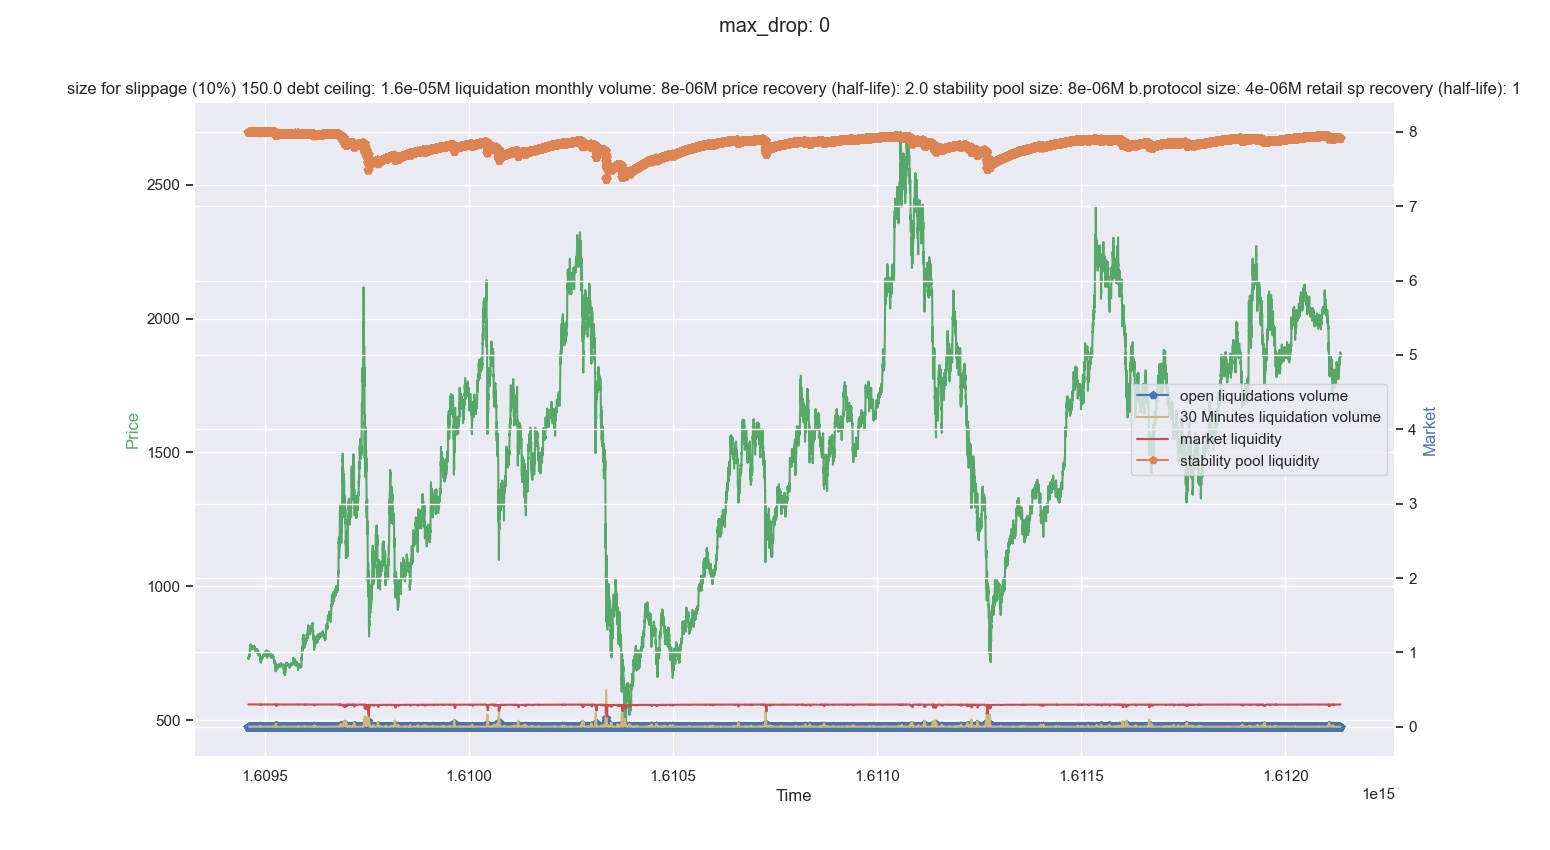 max_drop: 0
size for slippage (10%) 150.0 debt ceiling: 1.6e-05M liquidation monthly volume: 8e-06M price recovery (half-life): 2.0 stability pool size: 8e-06M b.protocol size: 4e-06M retail sp recovery (half-life): 1
2500
2000
1500
1000
500
Price
8
7
6
5
4
3
2
1
0
Market
open liquidations volume
30 Minutes liquidation volume
market liquidity
stability pool liquidity
1.6095
1.6100
1.6105
1.6110
1.6115
1.6120
Time
1e15